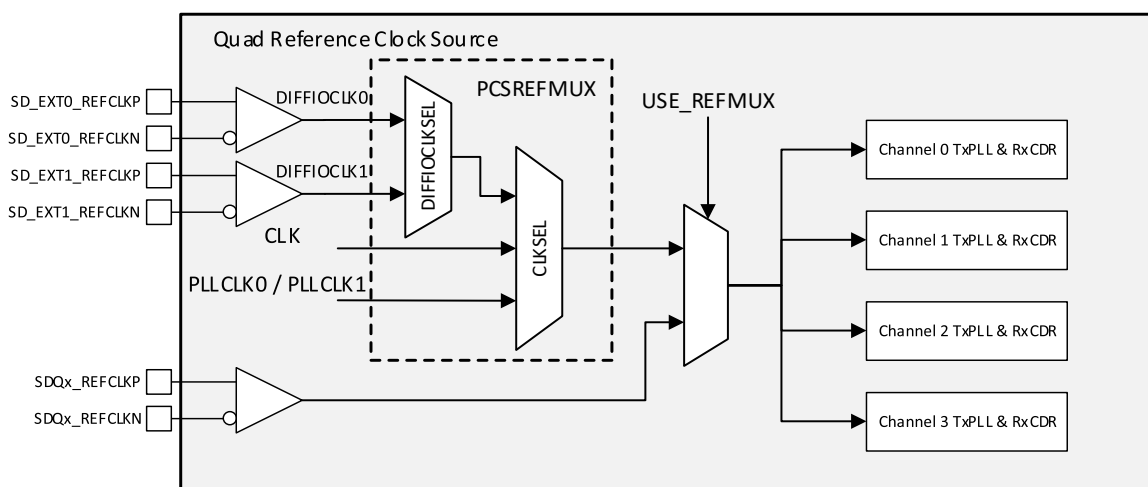 Quad Reference Clock Source
SD_EXT0_REFCLKP
SD_EXT0_REFCLKN
SD_EXT1_REFCLKP
SD_EXT1_REFCLKN
DIFFIOCLK0
DIFFIOCLK1
CLK
PLLCLK0 / PLLCLK1
DIFFIOCLKSEL
PCSREFMUX
CLKSEL
USE_REFMUX
SDQx_REFCLKP
SDQx_REFCLKN
Channel 0 TxPLL & RxCDR
Channel 1 TxPLL & RxCDR
Channel 2 TxPLL & RxCDR
Channel 3 TxPLL & RxCDR